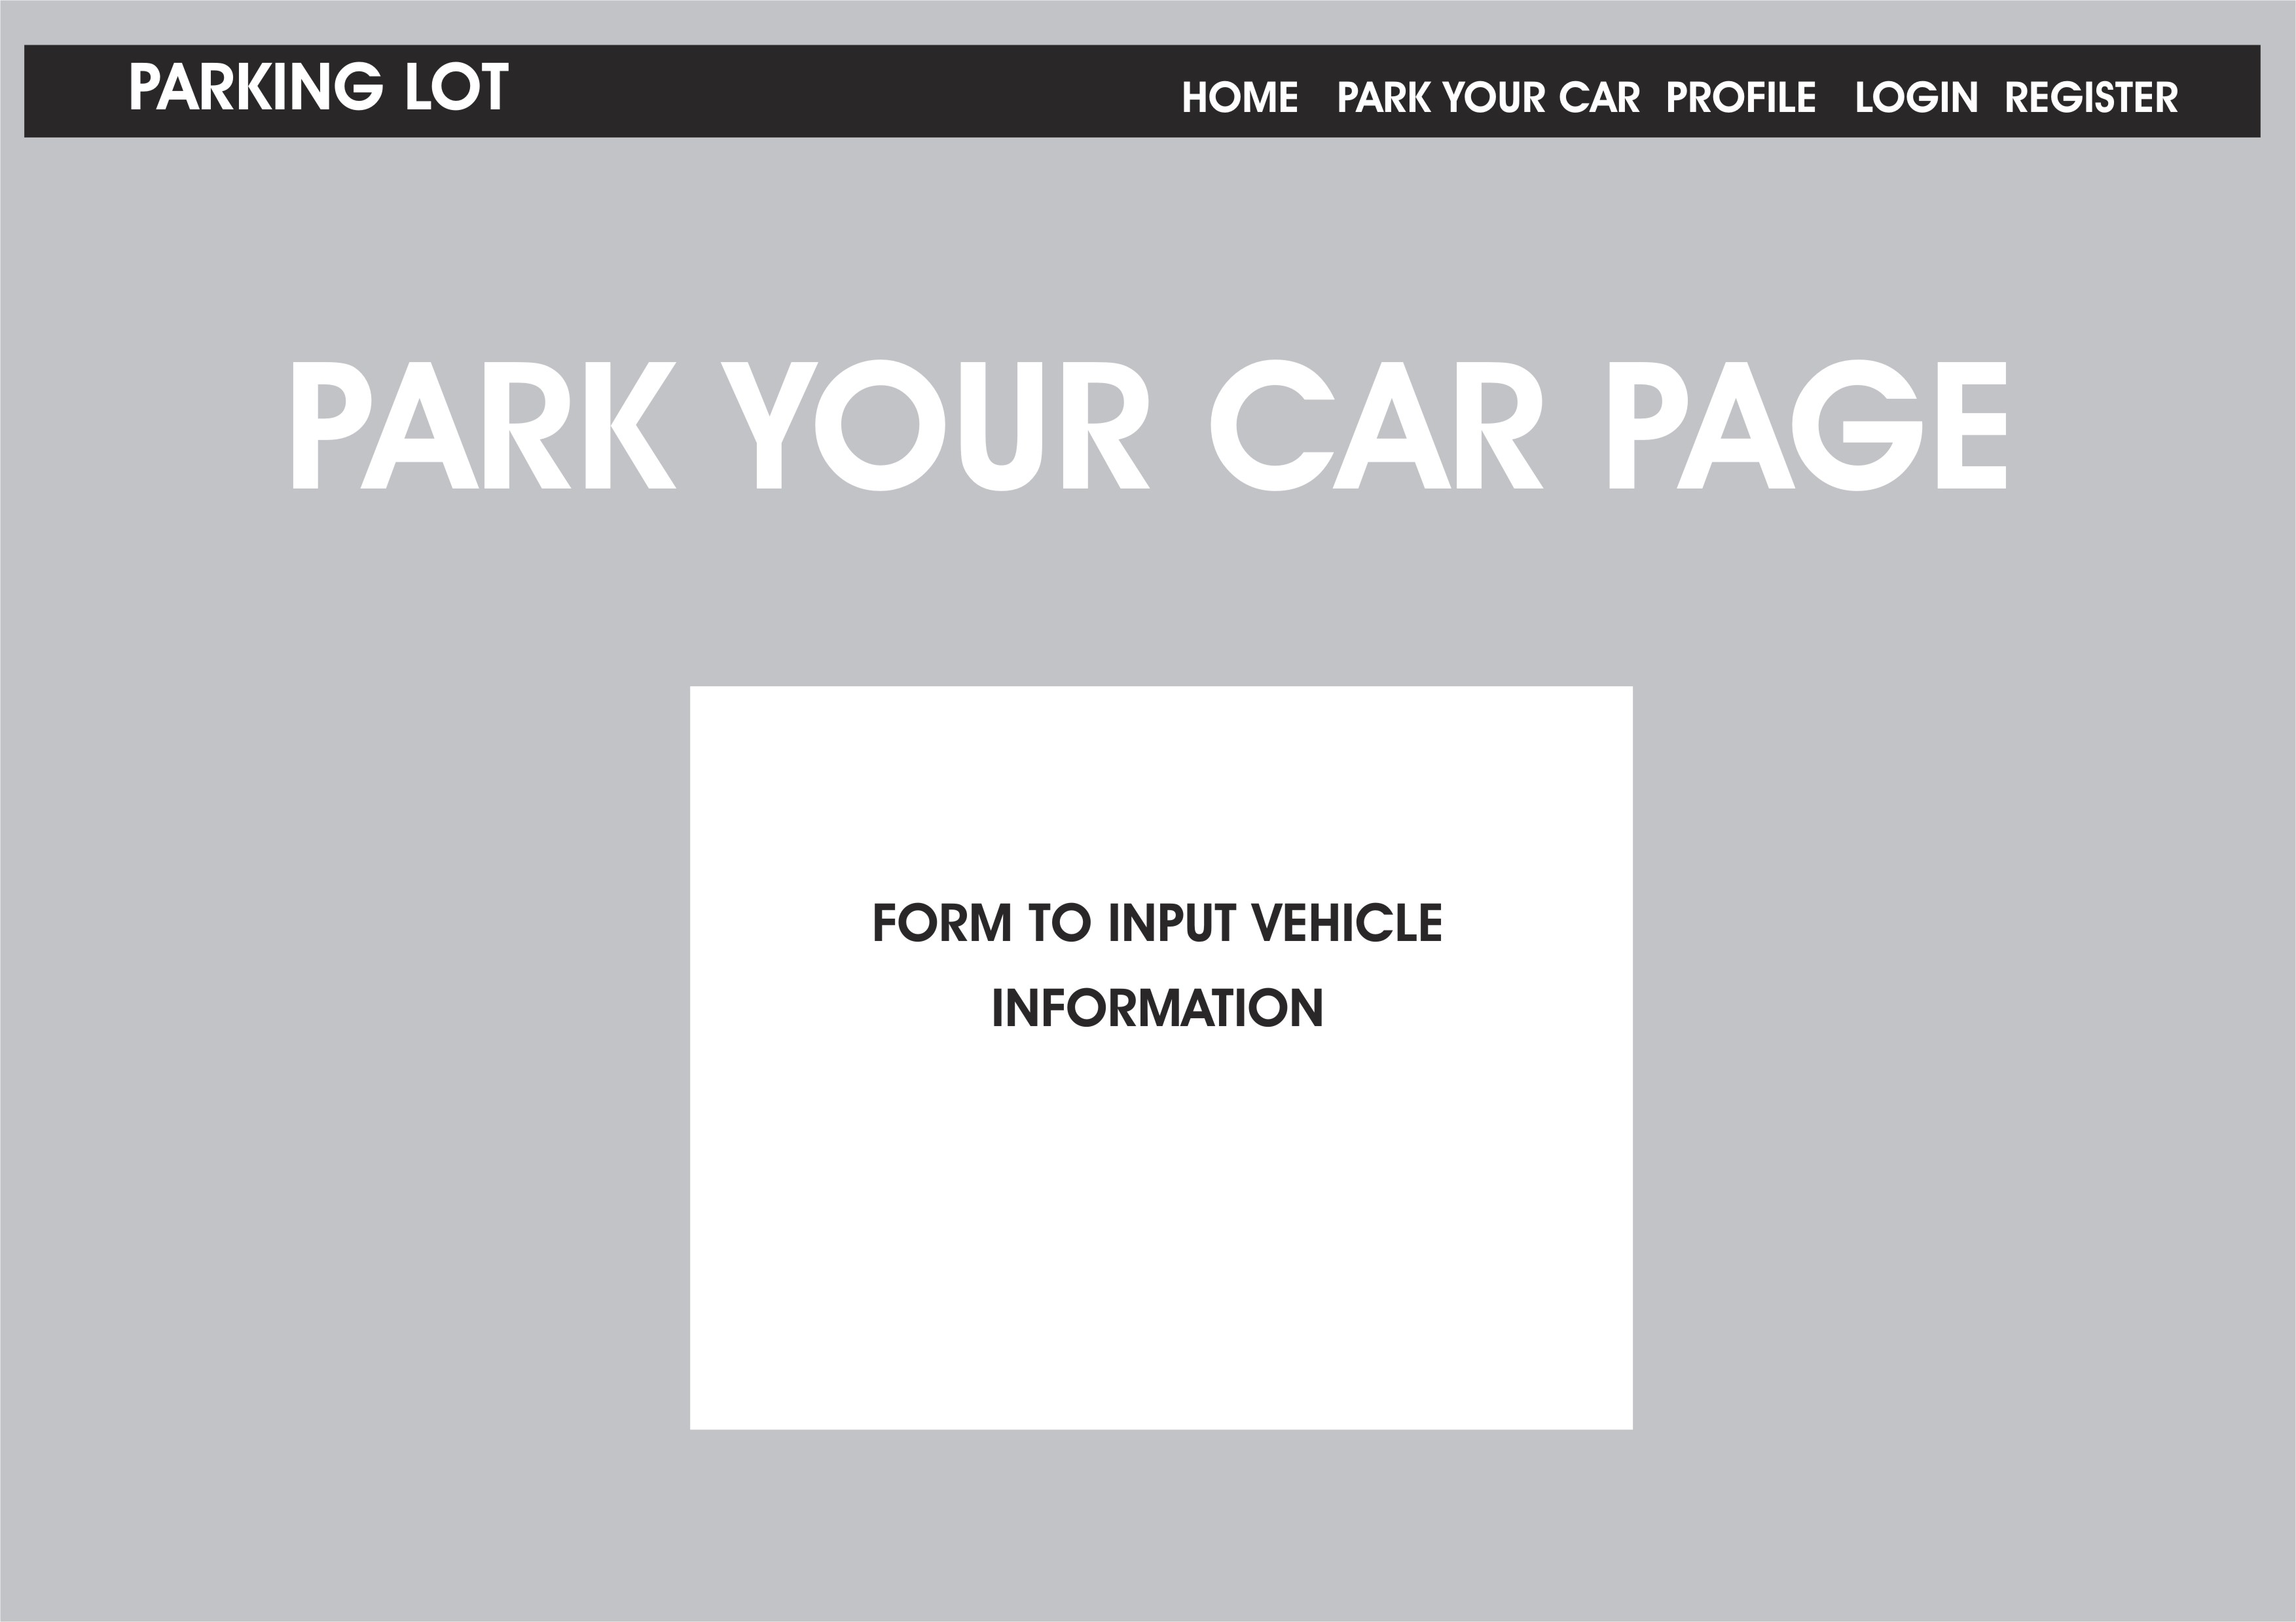 PARKING LOT
HOME PARK YOUR CAR PROFILE LOGIN REGISTER
PARK YOUR CAR PAGE
FORM TO INPUT VEHICLE
INFORMATION